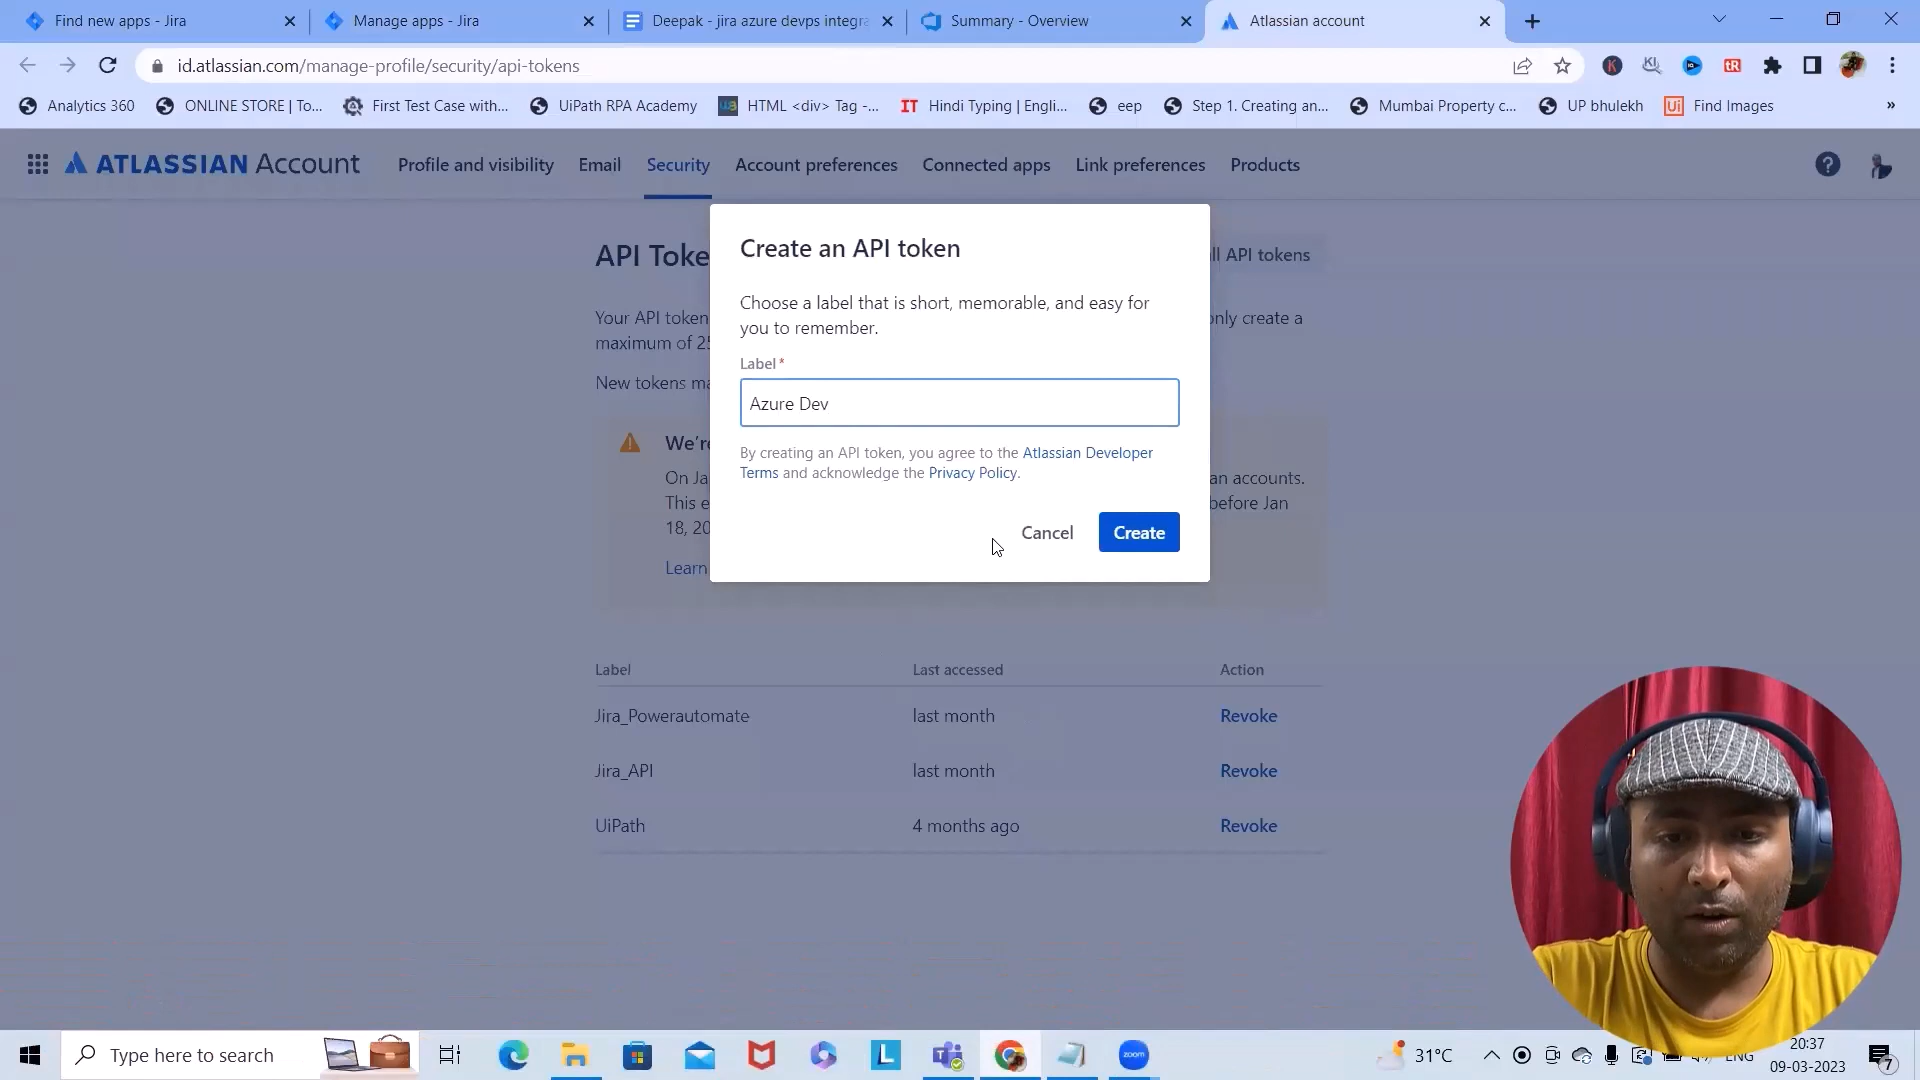 Find new apps - Jira
Manage apps - Jira
Deepak - jira azure devps integra
Summary - Overview
Atlassian account
id.atlassian.com/manage-profile/security/api-tokens
Analytics 360
ONLINE STORE | To...
First Test Case with...
UiPath RPA Academy
HTML <div> Tag -...
Hindi Typing | Engli...
eep
Step 1. Creating an...
Mumbai Property c...
UP bhulekh
Find Images
»
ATLASSIAN Account
Profile and visibility
Email
Security
Account preferences
Connected apps
Link preferences
Products
API Toke
ll API tokens
Create an API token
Choose a label that is short, memorable, and easy for
you to remember.
Your API token
only create a
maximum of 25
New tokens ma
Label *
Azure Dev
By creating an API token, you agree to the Atlassian Developer
Terms and acknowledge the Privacy Policy.
We're
On Ja
an accounts.
This e
before Jan
18, 20
Learn
Cancel
Create
Label
Last accessed
Action
Jira_Powerautomate
last month
Revoke
Jira_API
last month
Revoke
UiPath
4 months ago
Revoke
Type here to search
zoom
31°C
ENG
20:37
09-03-2023
7